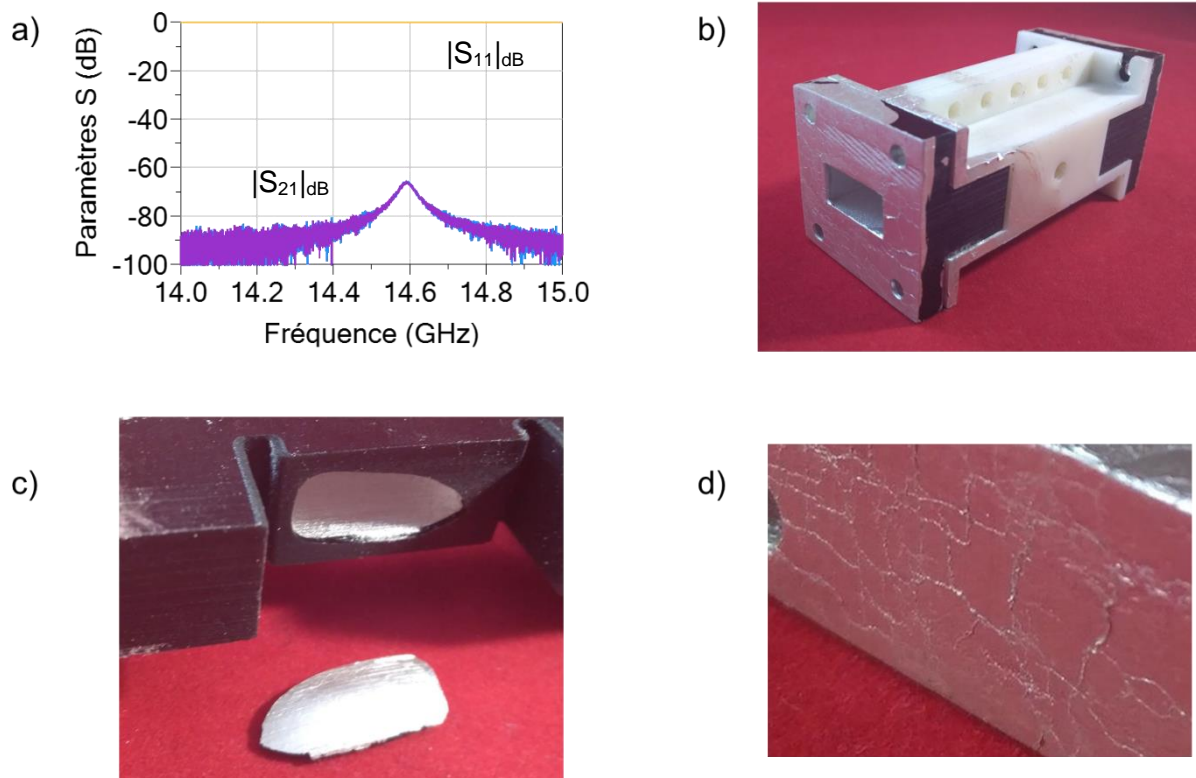 a)
Paramètres S (dB)
0
-20
-40
-60
-80
-100
|S₁₁|dB
|S₂₁|dB
14.0 14.2 14.4 14.6 14.8 15.0
Fréquence (GHz)
b)
c)
d)